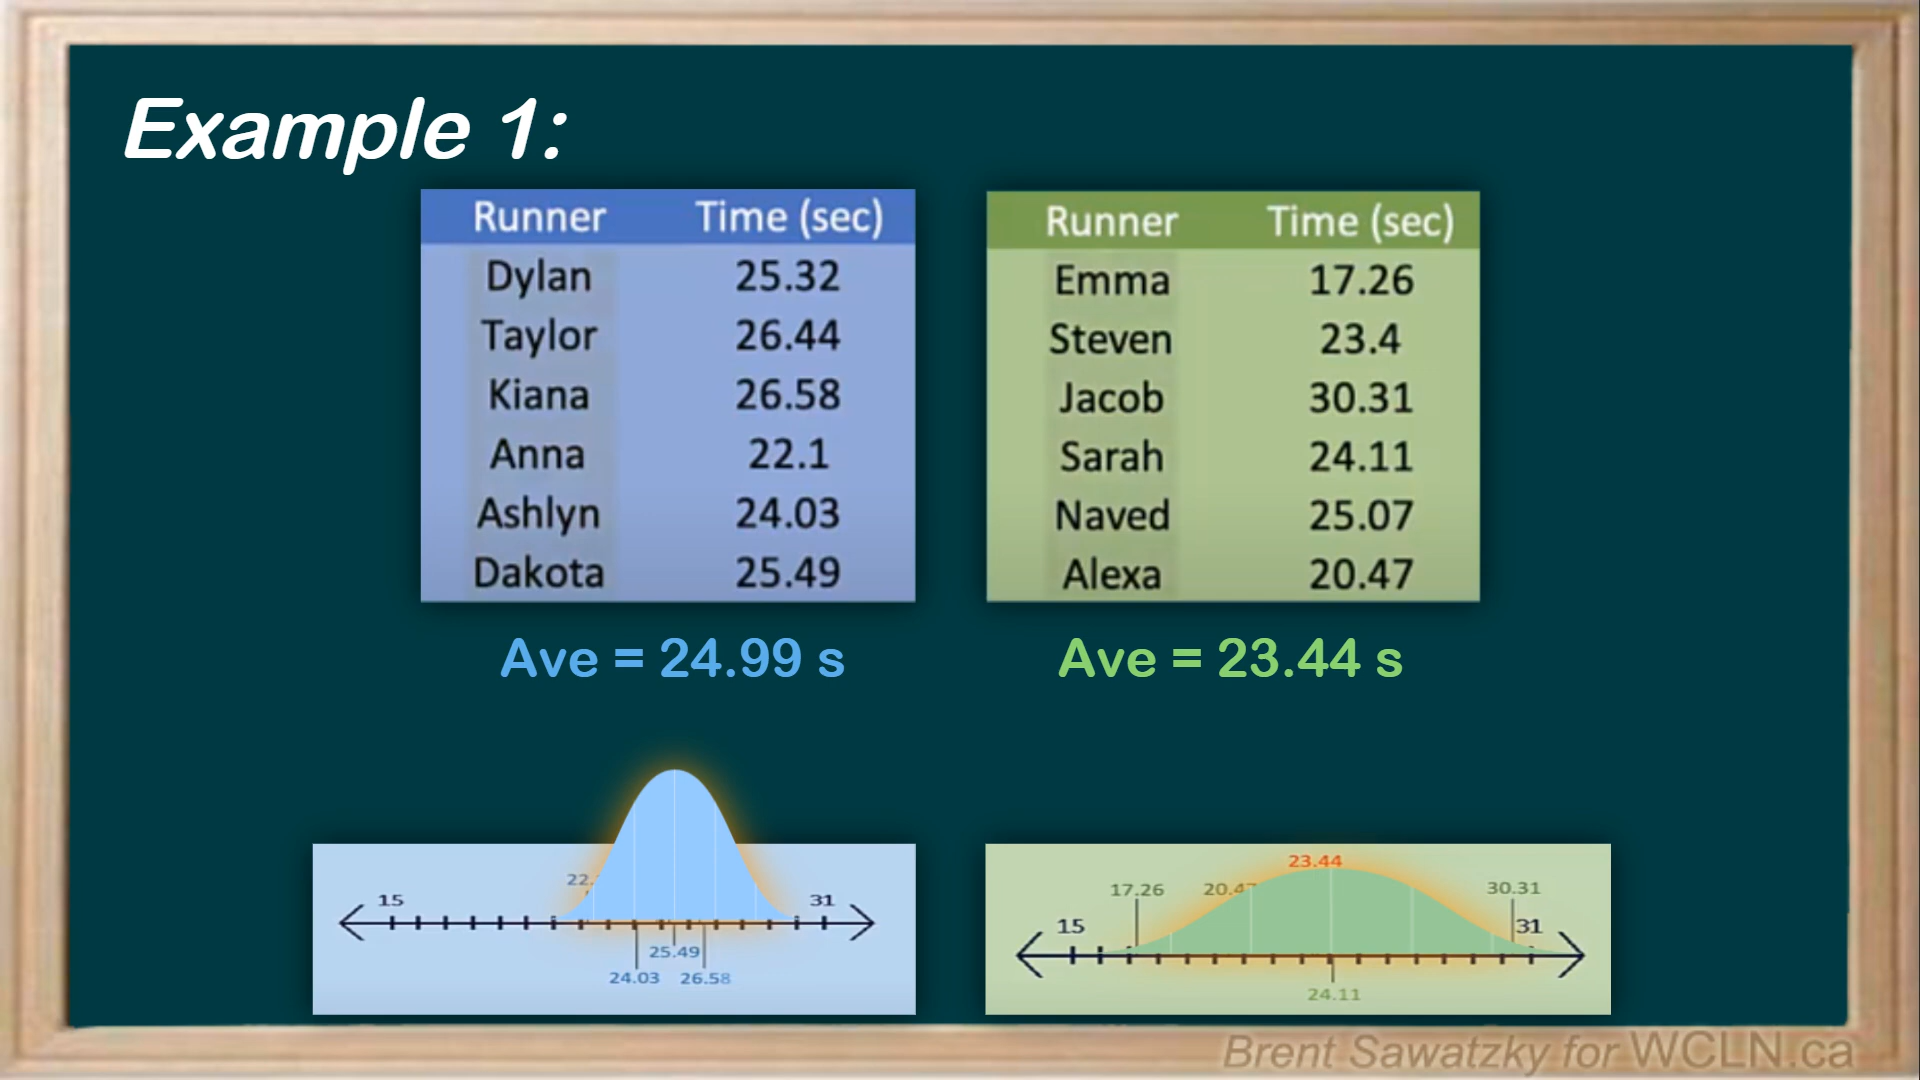 Example 1:
Runner Time (sec)
Dylan 25.32
Taylor 26.44
Kiana 26.58
Anna 22.1
Ashlyn 24.03
Dakota 25.49
Runner Time (sec)
Emma 17.26
Steven 23.4
Jacob 30.31
Sarah 24.11
Naved 25.07
Alexa 20.47
Ave = 24.99 s
Ave = 23.44 s
15 31
25.49
24.03 26.58
23.44
17.26 20.47 30.31
15 31
24.11
Brent Sawatzky for WCLN.ca